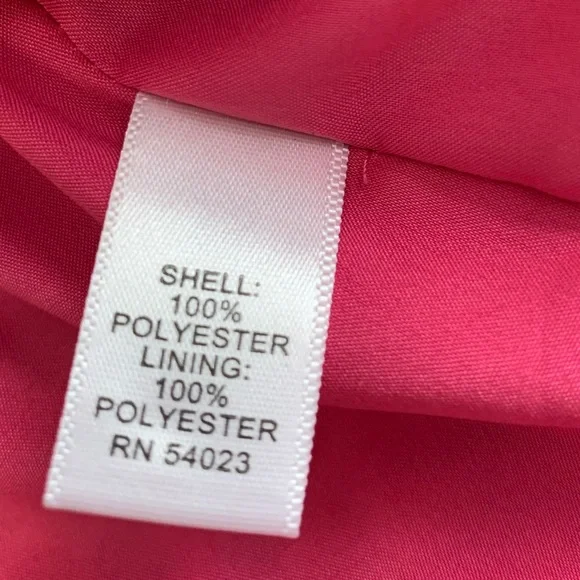 SHELL:
100%
POLYESTER
LINING:
100%
POLYESTER
RN 54023